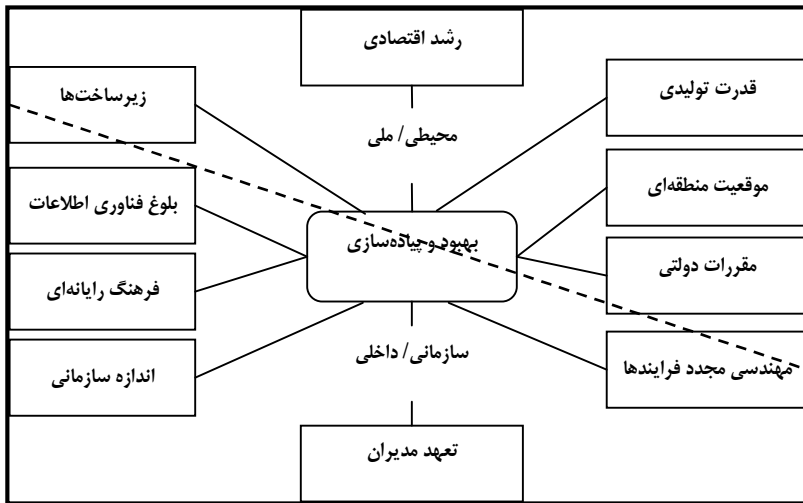 رشد اقتصادی
قدرت تولیدی
زیرساخت‌ها
محیطی/ ملی
موقعیت منطقه‌ای
بلوغ فناوری اطلاعات
بهبود وچیاده‌سازی
مقررات دولتی
فرهنگ رایانه‌ای
سازمانی/ داخلی
مهندسی مجدد فرایندها
اندازه سازمانی
تعهد مدیران